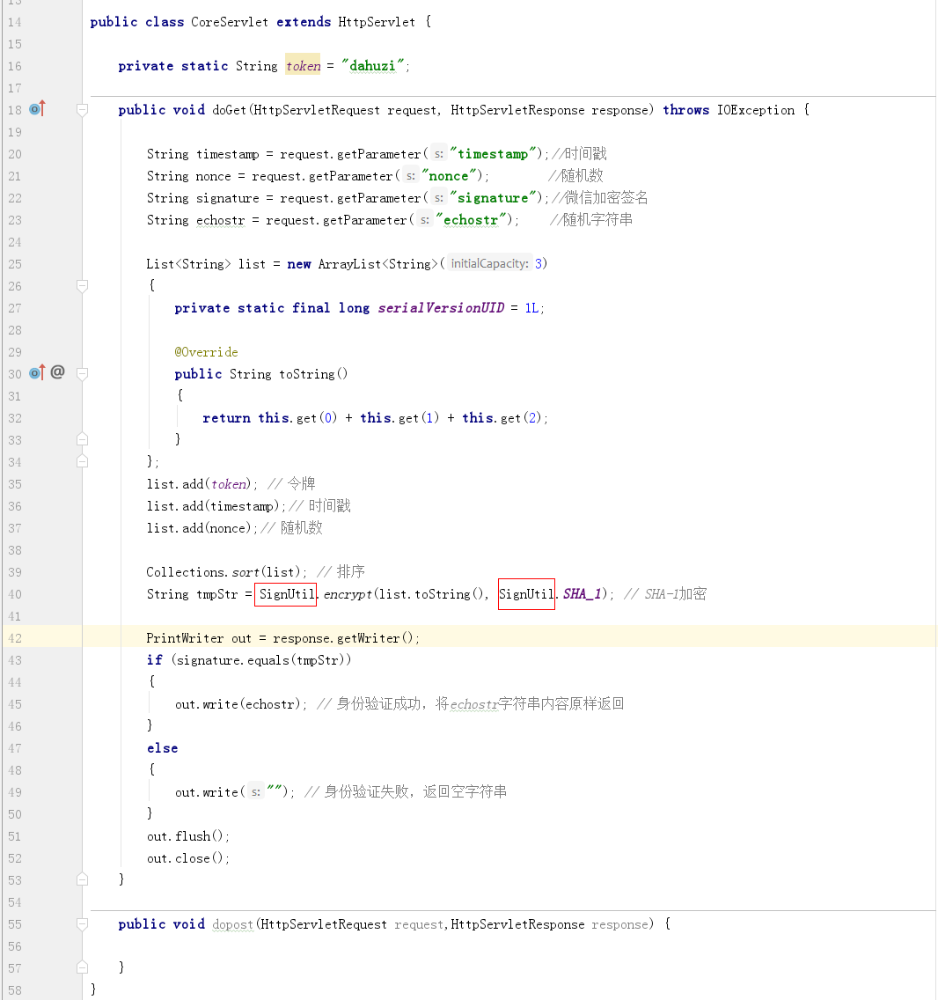 13
14 public class CoreServlet extends HttpServlet {
15
16 private static String token = "dahuzi";
17
18 public void doGet(HttpServletRequest request, HttpServletResponse response) throws IOException {
19
20 String timestamp = request.getParameter( s: "timestamp");//时间戳
21 String nonce = request.getParameter( s: "nonce"); //随机数
22 String signature = request.getParameter( s: "signature");//微信加密签名
23 String echostr = request.getParameter( s: "echostr"); //随机字符串
24
25 List<String> list = new ArrayList<String>( initialCapacity: 3)
26 {
27 private static final long serialVersionUID = 1L;
28
29 @Override
30 @ public String toString()
31 {
32 return this.get(0) + this.get(1) + this.get(2);
33 }
34 };
35 list.add(token); // 令牌
36 list.add(timestamp);// 时间戳
37 list.add(nonce);// 随机数
38
39 Collections.sort(list); // 排序
40 String tmpStr = SignUtil.encrypt(list.toString(), SignUtil.SHA_1); // SHA-1加密
41
42 PrintWriter out = response.getWriter();
43 if (signature.equals(tmpStr))
44 {
45 out.write(echostr); // 身份验证成功，将echostr字符串内容原样返回
46 }
47 else
48 {
49 out.write( s: ""); // 身份验证失败，返回空字符串
50 }
51 out.flush();
52 out.close();
53 }
54
55 public void dopost(HttpServletRequest request,HttpServletResponse response) {
56
57 }
58 }